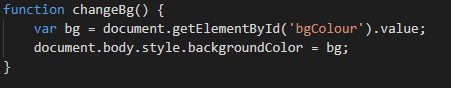 function changeBg() {
    var bg = document.getElementById('bgColour').value;
    document.body.style.backgroundColor = bg;
}